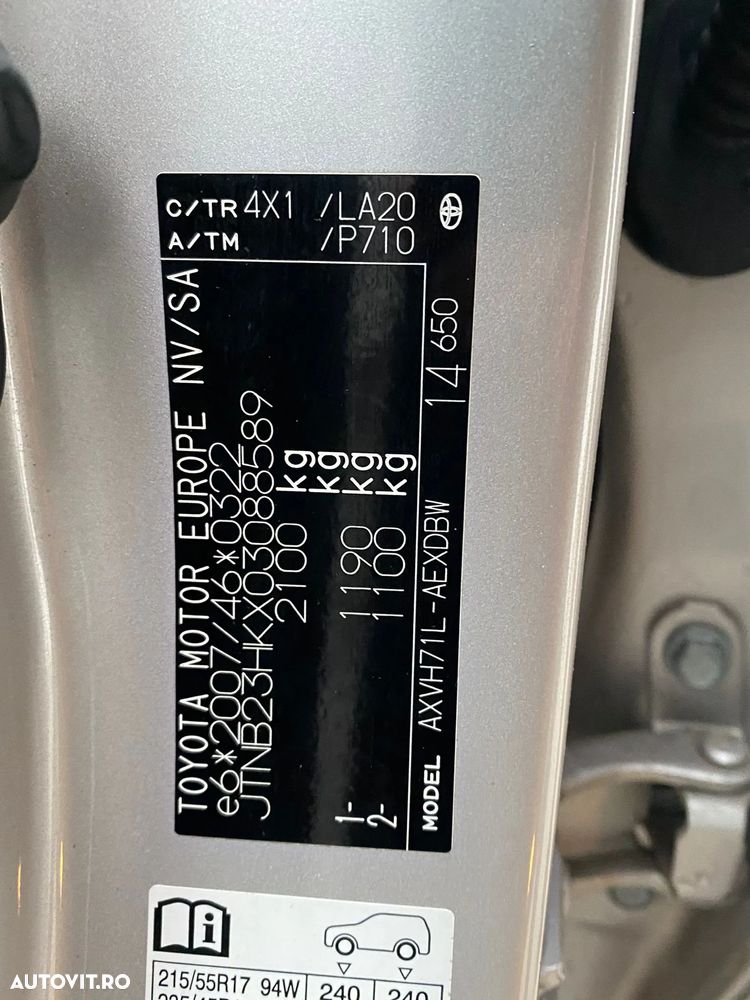 C/TR 4X1 /LA20
A/TM /P710
TOYOTA MOTOR EUROPE NV/SA
e6*2007/46*0322
JTNB23HKX03088589
2100 kg
kg
1- 1190 kg
2- 1100 kg
MODEL AXVH71L-AEXDBW 14 650
i
215/55R17 94W 240 240
AUTOVIT.RO